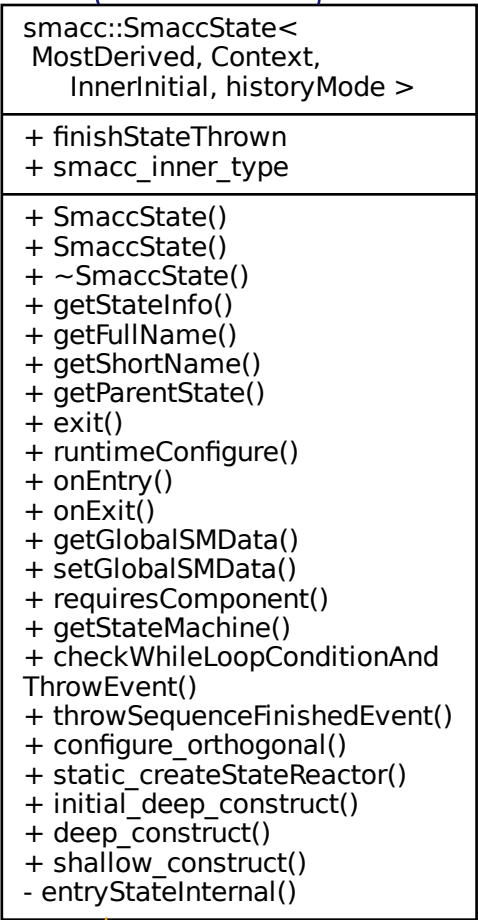 smacc::SmaccState<
MostDerived, Context,
InnerInitial, historyMode >
+ finishStateThrown
+ smacc_inner_type
+ SmaccState()
+ SmaccState()
+ ~SmaccState()
+ getStateInfo()
+ getFullName()
+ getShortName()
+ getParentState()
+ exit()
+ runtimeConfigure()
+ onEntry()
+ onExit()
+ getGlobalSMData()
+ setGlobalSMData()
+ requiresComponent()
+ getStateMachine()
+ checkWhileLoopConditionAnd
ThrowEvent()
+ throwSequenceFinishedEvent()
+ configure_orthogonal()
+ static_createStateReactor()
+ initial_deep_construct()
+ deep_construct()
+ shallow_construct()
- entryStateInternal()